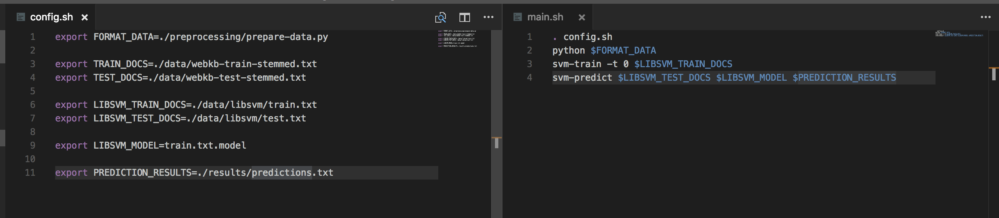 config.sh
1 export FORMAT_DATA=./preprocessing/prepare-data.py
2
3 export TRAIN_DOCS=./data/webkb-train-stemmed.txt
4 export TEST_DOCS=./data/webkb-test-stemmed.txt
5
6 export LIBSVM_TRAIN_DOCS=./data/libsvm/train.txt
7 export LIBSVM_TEST_DOCS=./data/libsvm/test.txt
8
9 export LIBSVM_MODEL=train.txt.model
10
11 export PREDICTION_RESULTS=./results/predictions.txt
main.sh
1 . config.sh
2 python $FORMAT_DATA
3 svm-train -t 0 $LIBSVM_TRAIN_DOCS
4 svm-predict $LIBSVM_TEST_DOCS $LIBSVM_MODEL $PREDICTION_RESULTS